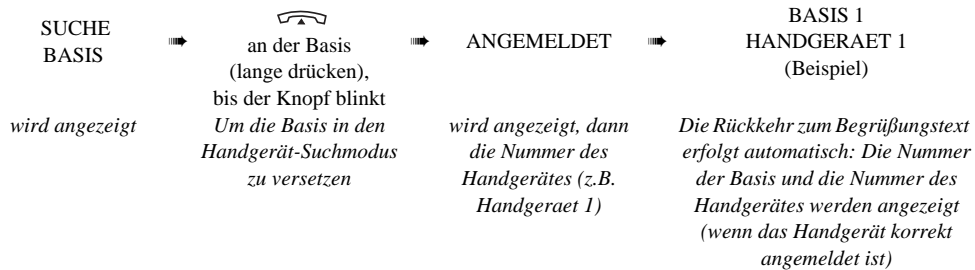 SUCHE
BASIS
an der Basis
(lange drücken),
bis der Knopf blinkt
ANGEMELDET
BASIS 1
HANDGERAET 1
(Beispiel)
wird angezeigt
Um die Basis in den
Handgerät-Suchmodus
zu versetzen
wird angezeigt, dann
die Nummer des
Handgerätes (z.B.
Handgeraet 1)
Die Rückkehr zum Begrüßungstext
erfolgt automatisch: Die Nummer
der Basis und die Nummer des
Handgerätes werden angezeigt
(wenn das Handgerät korrekt
angemeldet ist)